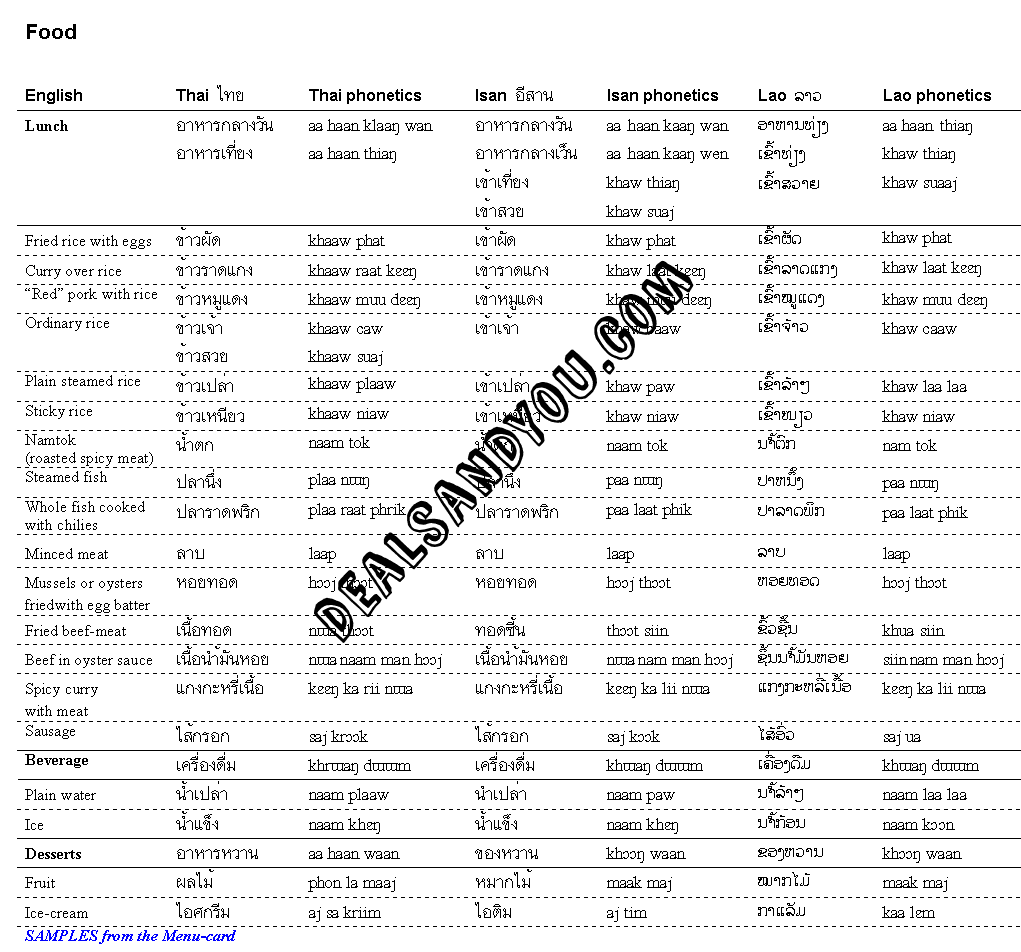 Food
English Thai ไทย Thai phonetics Isan อีสาน Isan phonetics Lao ລາວ Lao phonetics
Lunch อาหารกลางวัน aa haan klaaŋ wan อาหารกลางวัน aa haan kaaŋ wan ອາຫານທ່ຽງ aa haan thiaŋ
อาหารเที่ยง aa haan thiaŋ อาหารกลางเว็น aa haan kaaŋ wen ເຂົ້າທ່ຽງ khaw thiaŋ
เข้าเที่ยง khaw thiaŋ ເຂົ້າສວາຍ khaw suaaj
เข้าสวย khaw suaj
Fried rice with eggs ข้าวผัด khaaw phat เข้าผัด khaw phat ເຂົ້າຜັດ khaw phat
Curry over rice ข้าวราดแกง khaaw raat kɛɛŋ เข้าราดแกง khaw laat kɛɛŋ ເຂົ້າລາດແກງ khaw laat kɛɛŋ
“Red” pork with rice ข้าวหมูแดง khaaw muu dɛɛŋ เข้าหมูแดง khaw muu dɛɛŋ ເຂົ້າໝູແດງ khaw muu dɛɛŋ
Ordinary rice ข้าวเจ้า khaaw caw เข้าเจ้า khaw ເຂົ້າຈ້າວ khaw caaw
ข้าวสวย khaaw suaj
Plain steamed rice ข้าวเปล่า khaaw plaaw เข้าเปล่า khaw paw ເຂົ້າລ້າໆ khaw laa laa
Sticky rice ข้าวเหนียว khaaw niaw เข้าเหนียว khaw niaw ເຂົ້າໜຽວ khaw niaw
Namtok น้ำตก naam tok น้ำตก naam tok ນ້ຳຕົກ nam tok
(roasted spicy meat)
Steamed fish ปลานึ่ง plaa nɯŋ ปลานึ่ง paa nɯŋ ປາໜຶ້ງ paa nɯŋ
Whole fish cooked ปลาราดพริก plaa raat phrik ปลาราดพริก paa laat phik ປາລາດພິກ paa laat phik
with chilies
Minced meat ลาบ laap ลาบ laap ລາບ laap
Mussels or oysters หอยทอด hɔɔj thɔɔt หอยทอด hɔɔj thɔɔt ຫອຍທອດ hɔɔj thɔɔt
friedwith egg batter
Fried beef-meat เนื้อทอด nɯa thɔɔt ทอดซี้น thɔɔt siin ຂົ້ວຊີ້ນ khua siin
Beef in oyster sauce เนื้อน้ำมันหอย nɯa naam man hɔɔj เนื้อน้ำมันหอย nɯa nam man hɔɔj ຊີ້ນນ້ຳມັນຫອຍ siin nam man hɔɔj
Spicy curry แกงกะหรี่เนื้อ kɛɛŋ ka rii nɯa แกงกะหรี่เนื้อ kɛɛŋ ka lii nɯa ແກງກະຫລີ່ເນື້ອ kɛɛŋ ka lii nɯa
with meat
Sausage ไส้กรอก saj krɔɔk ไส้กรอก saj kɔɔk ໄສ້ອົ່ວ saj ua
Beverage เครื่องดื่ม khrɯaŋ dɯɯm เครื่องดื่ม khɯaŋ dɯɯm ເຄື່ອງດື່ມ khɯaŋ dɯɯm
Plain water น้ำเปล่า naam plaaw นำเปล่า naam paw ນ້ຳລ້າໆ naam laa laa
Ice น้ำแข็ง naam khɛŋ น้ำแข็ง naam khɛŋ ນ້ຳກ້ອນ naam kɔɔn
Desserts อาหารหวาน aa haan waan ของหวาน khɔɔŋ waan ຂອງຫວານ khɔɔŋ waan
Fruit ผลไม้ phon la maaj หมากไม้ maak maj ໝາກໄມ້ maak maj
Ice-cream ไอศกรีม aj sa kriim ไอติม aj tim ກາແລັມ kaa lɛm
SAMPLES from the Menu-card
DEALSANDYOU.COM